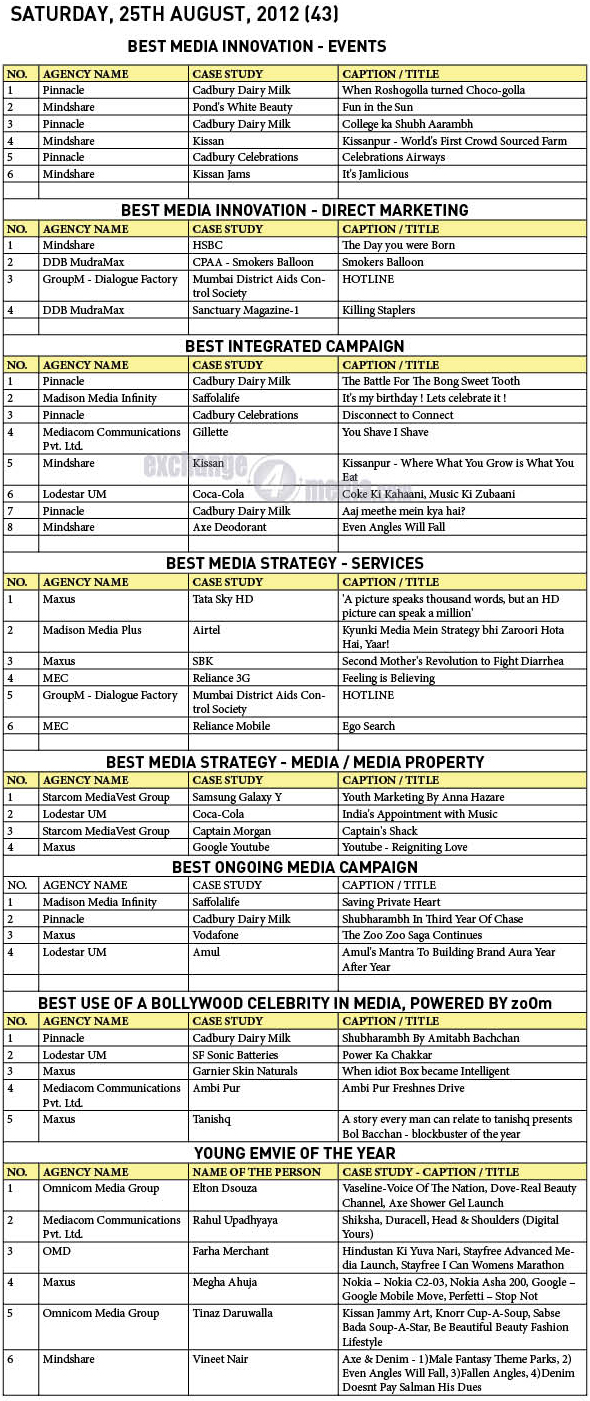 SATURDAY, 25TH AUGUST, 2012 (43)
BEST MEDIA INNOVATION - EVENTS
NO. AGENCY NAME CASE STUDY CAPTION / TITLE
1 Pinnacle Cadbury Dairy Milk When Roshogolla turned Choco-golla
2 Mindshare Pond's White Beauty Fun in the Sun
3 Pinnacle Cadbury Dairy Milk College ka Shubh Aarambh
4 Mindshare Kissan Kissanpur - World's First Crowd Sourced Farm
5 Pinnacle Cadbury Celebrations Celebrations Airways
6 Mindshare Kissan Jams It's Jamlicious
BEST MEDIA INNOVATION - DIRECT MARKETING
NO. AGENCY NAME CASE STUDY CAPTION / TITLE
1 Mindshare HSBC The Day you were Born
2 DDB MudraMax CPAA - Smokers Balloon Smokers Balloon
3 GroupM - Dialogue Factory Mumbai District Aids Con- HOTLINE
trol Society
4 DDB MudraMax Sanctuary Magazine-1 Killing Staplers
BEST INTEGRATED CAMPAIGN
NO. AGENCY NAME CASE STUDY CAPTION / TITLE
1 Pinnacle Cadbury Dairy Milk The Battle For The Bong Sweet Tooth
2 Madison Media Infinity Saffolalife It's my birthday ! Lets celebrate it !
3 Pinnacle Cadbury Celebrations Disconnect to Connect
4 Mediacom Communications Gillette You Shave I Shave
Pvt. Ltd.
5 Mindshare Kissan Kissanpur - Where What You Grow is What You
Eat
exchange 4 media.com
6 Lodestar UM Coca-Cola Coke Ki Kahaani, Music Ki Zubaani
7 Pinnacle Cadbury Dairy Milk Aaj meethe mein kya hai?
8 Mindshare Axe Deodorant Even Angles Will Fall
BEST MEDIA STRATEGY - SERVICES
NO. AGENCY NAME CASE STUDY CAPTION / TITLE
1 Maxus Tata Sky HD 'A picture speaks thousand words, but an HD
picture can speak a million'
2 Madison Media Plus Airtel Kyunki Media Mein Strategy bhi Zaroori Hota
Hai, Yaar!
3 Maxus SBK Second Mother's Revolution to Fight Diarrhea
4 MEC Reliance 3G Feeling is Believing
5 GroupM - Dialogue Factory Mumbai District Aids Con- HOTLINE
trol Society
6 MEC Reliance Mobile Ego Search
BEST MEDIA STRATEGY - MEDIA / MEDIA PROPERTY
NO. AGENCY NAME CASE STUDY CAPTION / TITLE
1 Starcom MediaVest Group Samsung Galaxy Y Youth Marketing By Anna Hazare
2 Lodestar UM Coca-Cola India's Appointment with Music
3 Starcom MediaVest Group Captain Morgan Captain's Shack
4 Maxus Google Youtube Youtube - Reigniting Love
BEST ONGOING MEDIA CAMPAIGN
NO. AGENCY NAME CASE STUDY CAPTION / TITLE
1 Madison Media Infinity Saffolalife Saving Private Heart
2 Pinnacle Cadbury Dairy Milk Shubharambh In Third Year Of Chase
3 Maxus Vodafone The Zoo Zoo Saga Continues
4 Lodestar UM Amul Amul's Mantra To Building Brand Aura Year
After Year
BEST USE OF A BOLLYWOOD CELEBRITY IN MEDIA, POWERED BY zoOm
NO. AGENCY NAME CASE STUDY CAPTION / TITLE
1 Pinnacle Cadbury Dairy Milk Shubharambh By Amitabh Bachchan
2 Lodestar UM SF Sonic Batteries Power Ka Chakkar
3 Maxus Garnier Skin Naturals When idiot Box became Intelligent
4 Mediacom Communications Ambi Pur Ambi Pur Freshnes Drive
Pvt. Ltd.
5 Maxus Tanishq A story every man can relate to tanishq presents
Bol Bacchan - blockbuster of the year
YOUNG EMVIE OF THE YEAR
NO. AGENCY NAME NAME OF THE PERSON CASE STUDY - CAPTION / TITLE
1 Omnicom Media Group Elton Dsouza Vaseline-Voice Of The Nation, Dove-Real Beauty
Channel, Axe Shower Gel Launch
2 Mediacom Communications Rahul Upadhyaya Shiksha, Duracell, Head & Shoulders (Digital
Pvt. Ltd. Yours)
3 OMD Farha Merchant Hindustan Ki Yuva Nari, Stayfree Advanced Me-
dia Launch, Stayfree I Can Womens Marathon
4 Maxus Megha Ahuja Nokia – Nokia C2-03, Nokia Asha 200, Google –
Google Mobile Move, Perfetti – Stop Not
5 Omnicom Media Group Tinaz Daruwalla Kissan Jammy Art, Knorr Cup-A-Soup, Sabse
Bada Soup-A-Star, Be Beautiful Beauty Fashion
Lifestyle
6 Mindshare Vineet Nair Axe & Denim - 1)Male Fantasy Theme Parks, 2)
Even Angles Will Fall, 3)Fallen Angles, 4)Denim
Doesnt Pay Salman His Dues